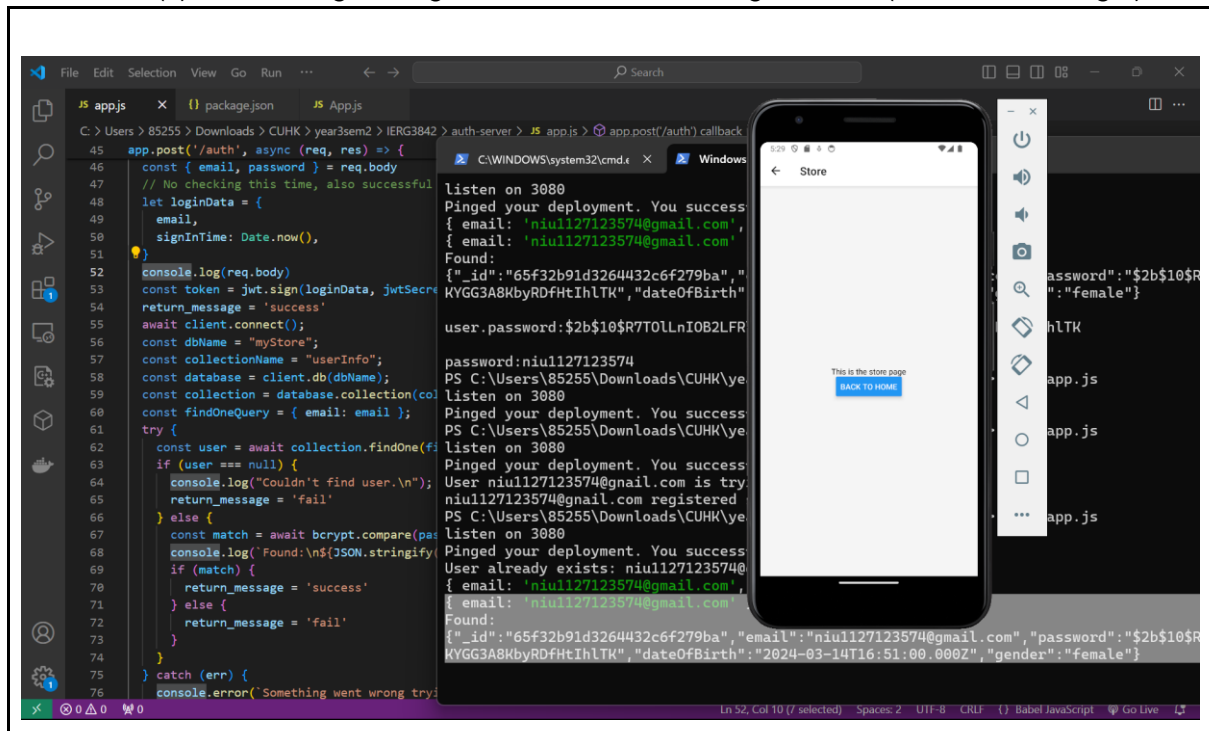 File Edit Selection View Go Run ··· Search
JS app.js × {} package.json JS App.js
C: > Users > 85255 > Downloads > CUHK > year3sem2 > IERG3842 > auth-server > JS app.js > app.post('/auth') callback
45 app.post('/auth', async (req, res) => {
46 const { email, password } = req.body
47 // No checking this time, also successful
48 let loginData = {
49 email,
50 signInTime: Date.now(),
51 }
52 console.log(req.body)
53 const token = jwt.sign(loginData, jwtSecre
54 return_message = 'success'
55 await client.connect();
56 const dbName = "myStore";
57 const collectionName = "userInfo";
58 const database = client.db(dbName);
59 const collection = database.collection(col
60 const findOneQuery = { email: email };
61 try {
62 const user = await collection.findOne(fi
63 if (user === null) {
64 console.log("Couldn't find user.\n");
65 return_message = 'fail'
66 } else {
67 const match = await bcrypt.compare(pas
68 console.log(`Found:\n${JSON.stringify(
69 if (match) {
70 return_message = 'success'
71 } else {
72 return_message = 'fail'
73 }
74 }
75 } catch (err) {
76 console.error(`Something went wrong tryi
C:\WINDOWS\system32\cmd.e × Windows
listen on 3080
Pinged your deployment. You success
{ email: 'niu1127123574@gmail.com',
{ email: 'niu1127123574@gmail.com'
Found:
{"_id":"65f32b91d3264432c6f279ba"," assword":"$2b$10$
KYGG3A8KbyRDfHtIhlTK","dateOfBirth" ":"female"}
user.password:$2b$10$R7TOlLnIOB2LFR hlTK
password:niu1127123574
PS C:\Users\85255\Downloads\CUHK\ye app.js
listen on 3080
Pinged your deployment. You success
PS C:\Users\85255\Downloads\CUHK\ye app.js
listen on 3080
Pinged your deployment. You success
User niu1127123574@gnail.com is try
niu1127123574@gnail.com registered
PS C:\Users\85255\Downloads\CUHK\ye app.js
listen on 3080
Pinged your deployment. You success
User already exists: niu1127123574@
{ email: 'niu1127123574@gmail.com',
{ email: 'niu1127123574@gmail.com'
Found:
{"_id":"65f32b91d3264432c6f279ba","email":"niu1127123574@gmail.com","password":"$2b$10$R
KYGG3A8KbyRDfHtIhlTK","dateOfBirth":"2024-03-14T16:51:00.000Z","gender":"female"}
5:29
← Store
This is the store page
BACK TO HOME
0 0 0 Ln 52, Col 10 (7 selected) Spaces: 2 UTF-8 CRLF {} Babel JavaScript Go Live